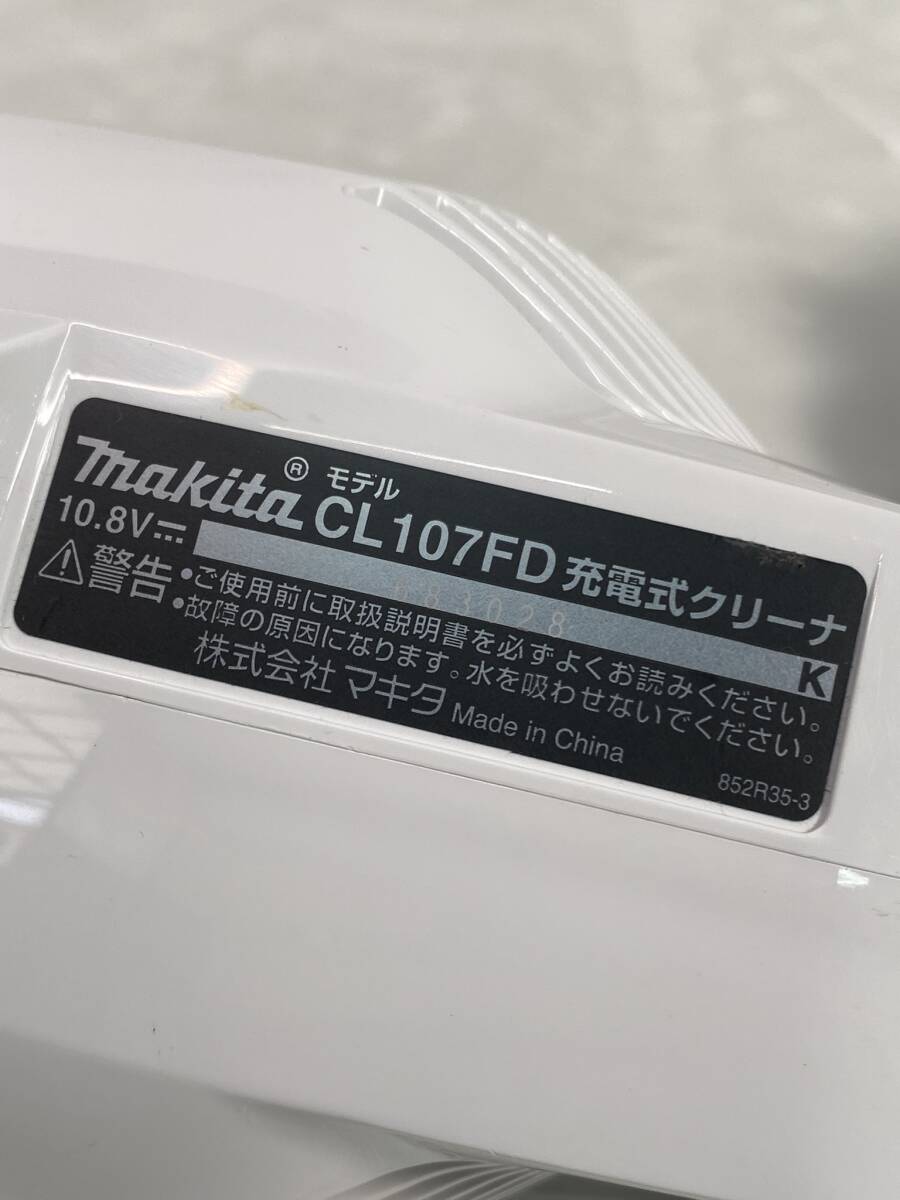 makita® モデル CL107FD 充電式クリーナ
10.8V⎓ 683028 K
⚠警告 •ご使用前に取扱説明書を必ずよくお読みください。
•故障の原因になります。水を吸わせないでください。
株式会社 マキタ Made in China
852R35-3